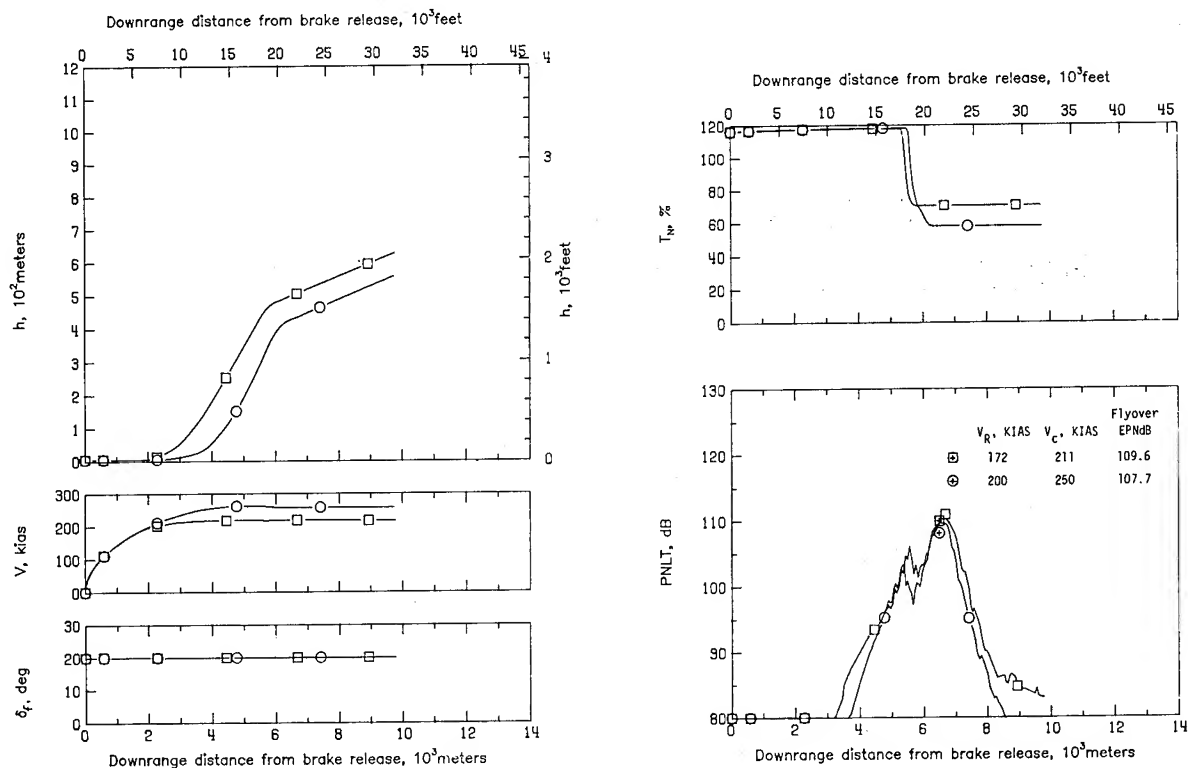 Downrange distance from brake release, 10³feet
0 5 10 15 20 25 30 45
4
12
11
10
9
8
7
6
5
4
3
2
1
0
h, 10²meters
3
2
1
0
h, 10³feet
300
200
100
00
V, kias
30
20
10
0
δf, deg
0 2 4 6 8 10 12 14
Downrange distance from brake release, 10³meters
Downrange distance from brake release, 10³feet
0 5 10 15 20 25 30 45
120
100
80
60
40
20
0
TN, %
130
120
110
100
90
80
PNLT, dB
Flyover
VR, KIAS VC, KIAS EPNdB
172 211 109.6
200 250 107.7
0 2 4 6 8 10 12 14
Downrange distance from brake release, 10³meters